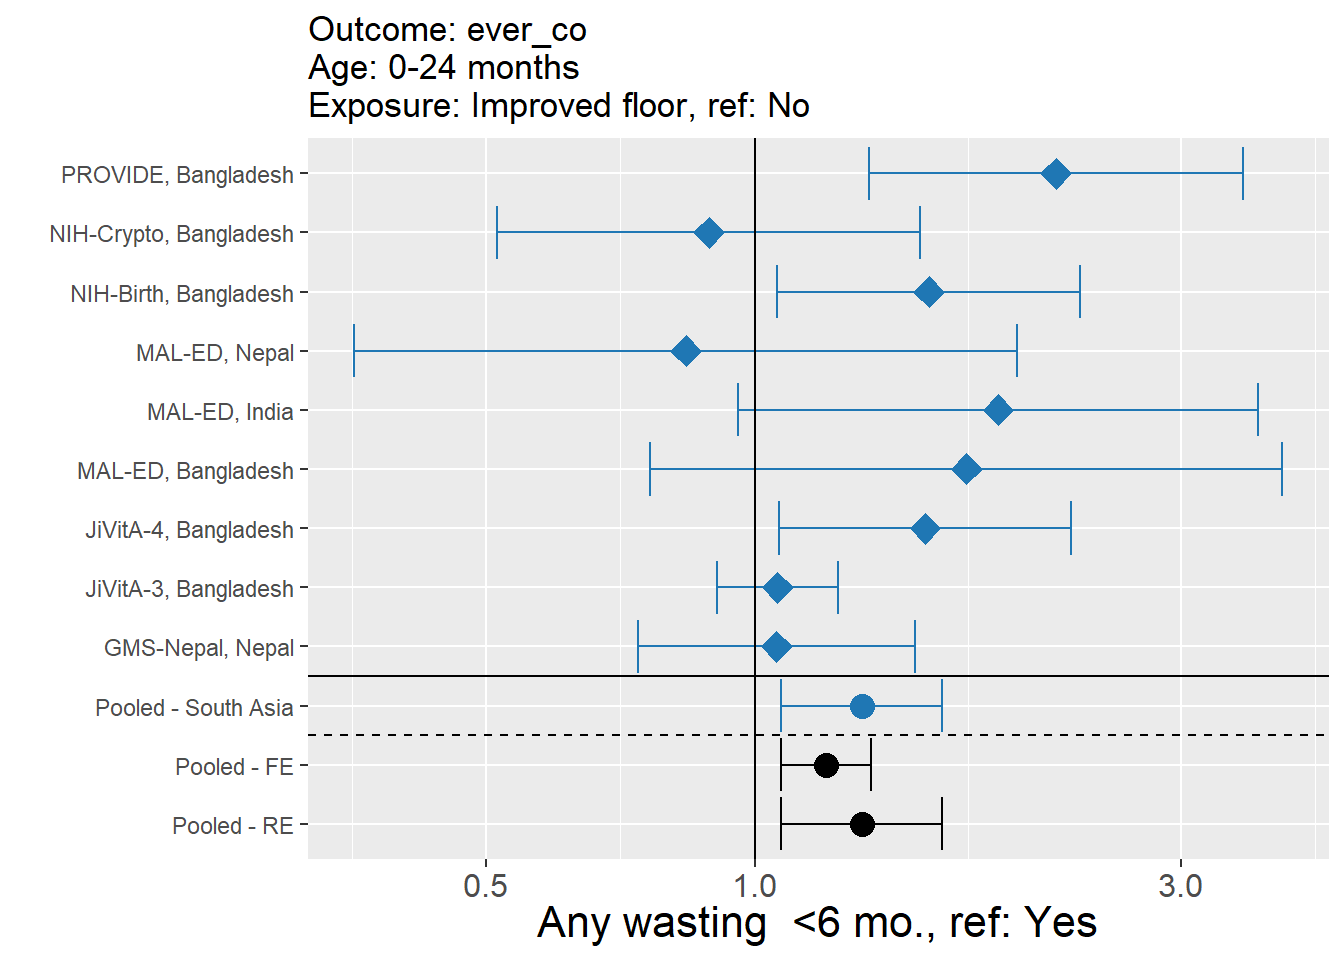 Outcome: ever_co
Age: 0-24 months
Exposure: Improved floor, ref: No
PROVIDE, Bangladesh
NIH-Crypto, Bangladesh
NIH-Birth, Bangladesh
MAL-ED, Nepal
MAL-ED, India
MAL-ED, Bangladesh
JiVitA-4, Bangladesh
JiVitA-3, Bangladesh
GMS-Nepal, Nepal
Pooled - South Asia
Pooled - FE
Pooled - RE
0.5 1.0 3.0
Any wasting  <6 mo., ref: Yes